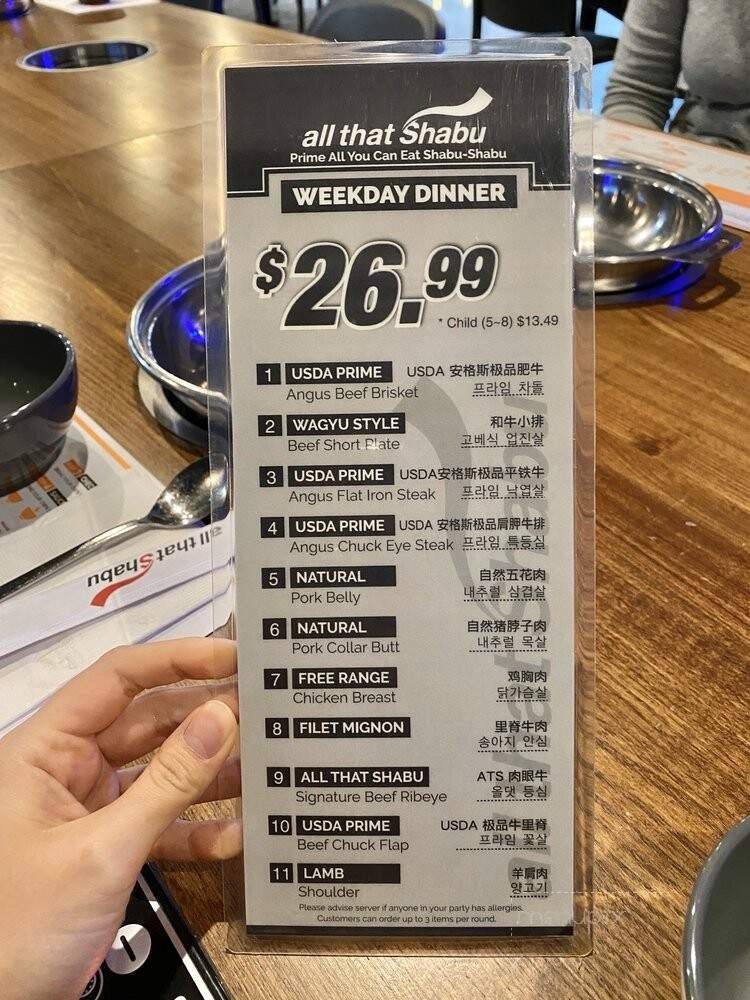 all that Shabu
Prime All You Can Eat Shabu-Shabu
WEEKDAY DINNER
$26.99
* Child (5~8) $13.49
1 USDA PRIME USDA 安格斯极品肥牛
Angus Beef Brisket 프라임 차돌
2 WAGYU STYLE 和牛小排
Beef Short Plate 고베식 업진살
3 USDA PRIME USDA安格斯极品平铁牛
Angus Flat Iron Steak 프라임 낙엽살
4 USDA PRIME USDA 安格斯极品肩胛牛排
Angus Chuck Eye Steak 프라임 특등심
5 NATURAL 自然五花肉
Pork Belly 내추럴 삼겹살
6 NATURAL 自然猪脖子肉
Pork Collar Butt 내추럴 목살
7 FREE RANGE 鸡胸肉
Chicken Breast 닭가슴살
8 FILET MIGNON 里脊牛肉
송아지 안심
9 ALL THAT SHABU ATS 肉眼牛
Signature Beef Ribeye 올댓 등심
10 USDA PRIME USDA 极品牛里脊
Beef Chuck Flap 프라임 꽃살
11 LAMB 羊肩肉
Shoulder 양고기
Please advise server if anyone in your party has allergies.
Customers can order up to 3 items per round.
all that Shabu